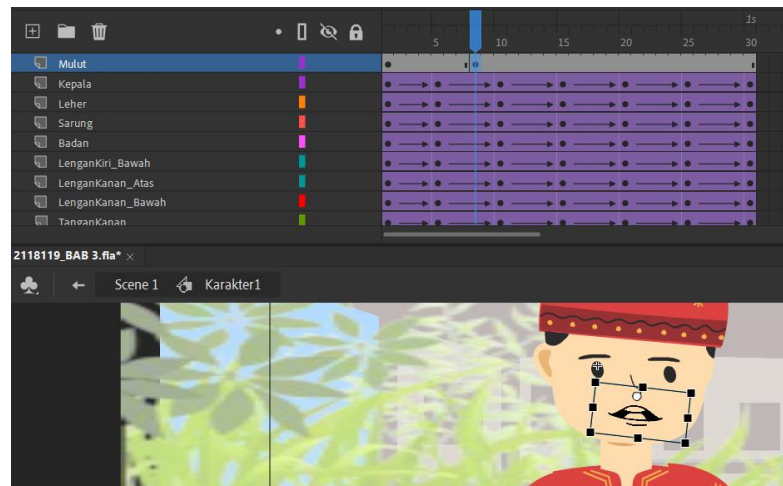 1s
5 10 15 20 25 30
Mulut
Kepala
Leher
Sarung
Badan
LenganKiri_Bawah
LenganKanan_Atas
LenganKanan_Bawah
TanganKanan
2118119_BAB 3.fla*
Scene 1 Karakter1